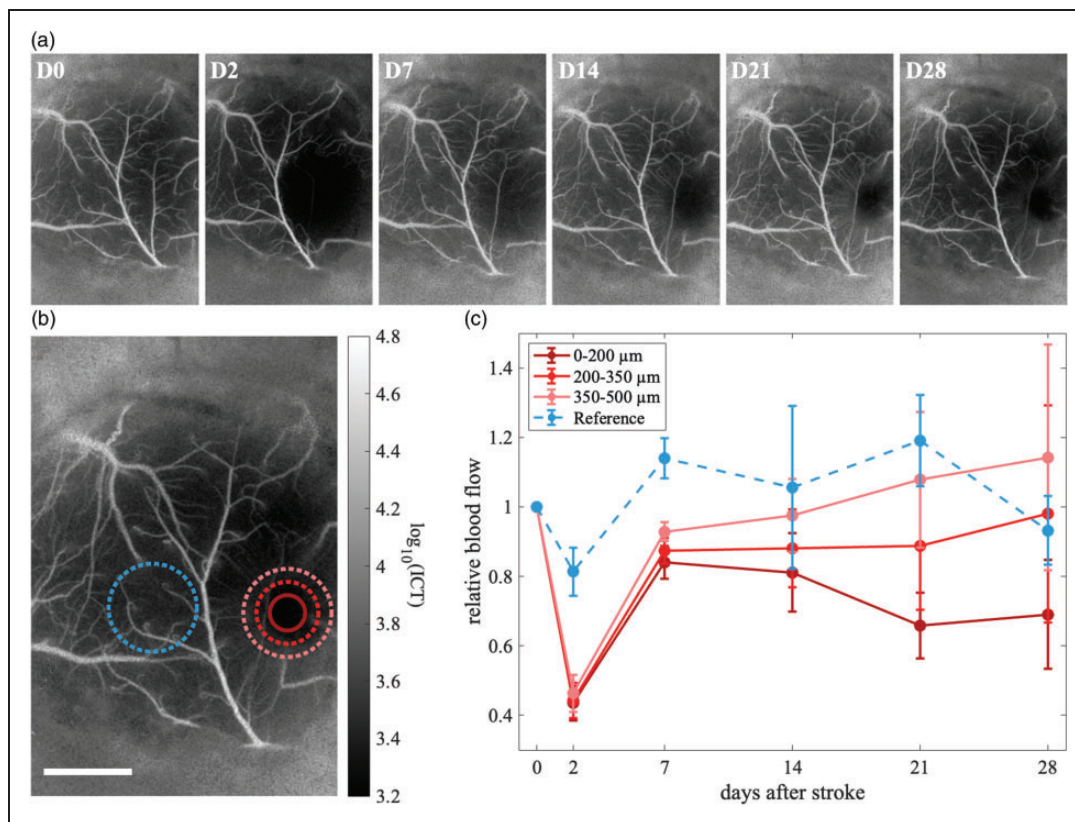 (a)
D0 D2 D7 D14 D21 D28
(b)
4.8
4.6
4.4
4.2
4
3.8
3.6
3.4
3.2
log10(ICT)
(c)
0-200 μm
200-350 μm
350-500 μm
Reference
1.4
1.2
1
0.8
0.6
0.4
relative blood flow
0 2 7 14 21 28
days after stroke